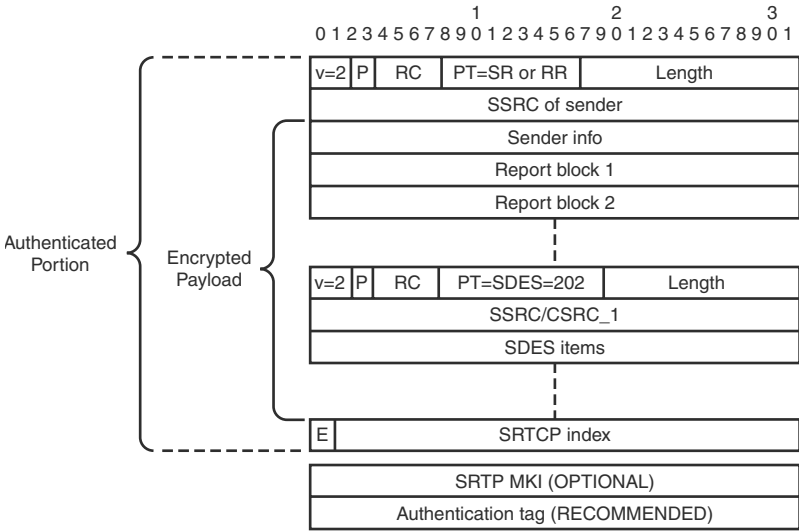 1 2 3
0 1 2 3 4 5 6 7 8 9 0 1 2 3 4 5 6 7 8 9 0 1 2 3 4 5 6 7 8 9 0 1
v=2 P RC PT=SR or RR Length
SSRC of sender
Sender info
Report block 1
Report block 2
Authenticated
Portion
Encrypted
Payload
v=2 P RC PT=SDES=202 Length
SSRC/CSRC_1
SDES items
E SRTCP index
SRTP MKI (OPTIONAL)
Authentication tag (RECOMMENDED)